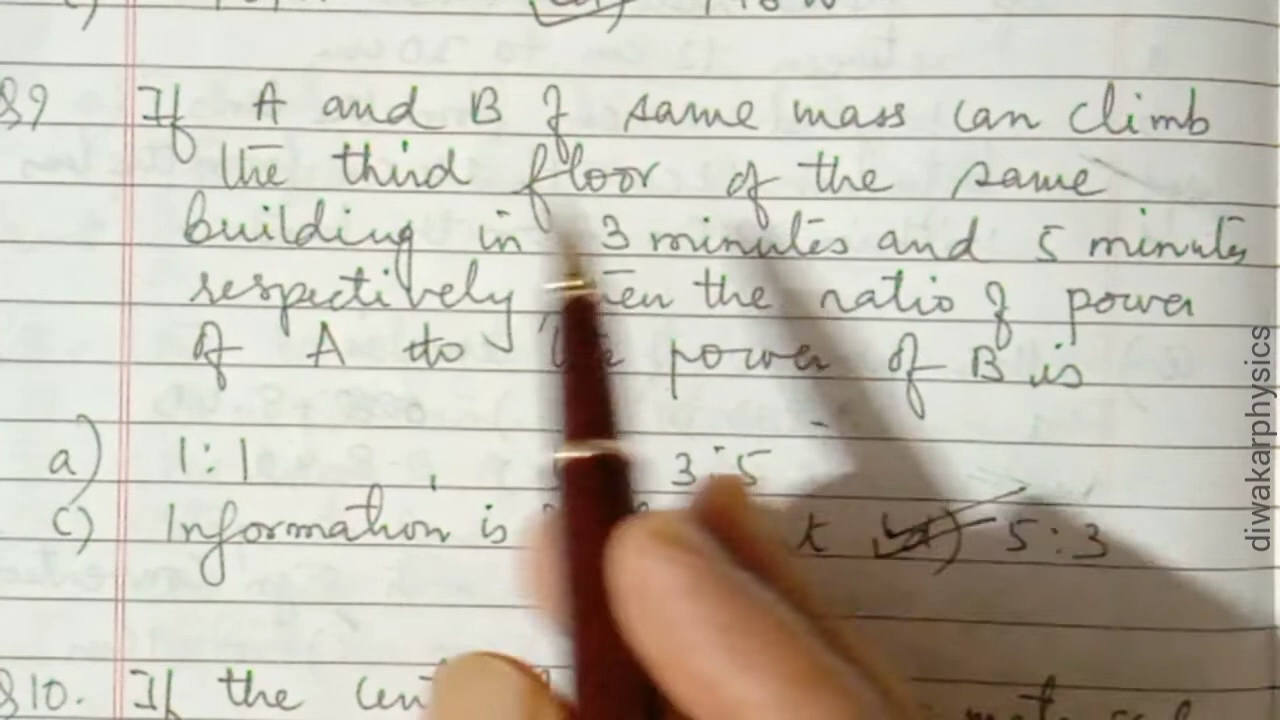 Q9 If A and B of same mass can climb
the third floor of the same
building in 3 minutes and 5 minutes
respectively then the ratio of power
of A to the power of B is
a) 1:1 3:5
c) Information is d) 5:3
Q10. If the
diwakarphysics